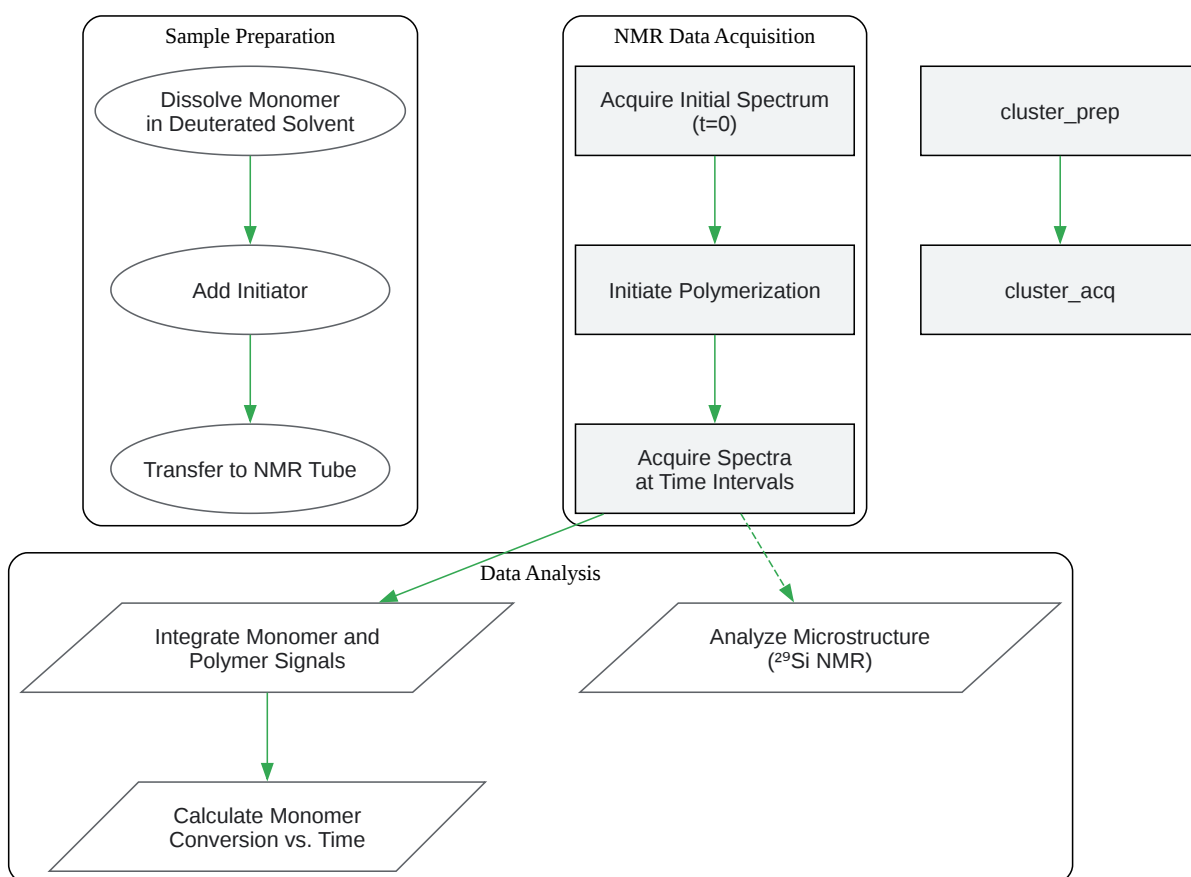 Sample Preparation
Dissolve Monomer
in Deuterated Solvent
Add Initiator
Transfer to NMR Tube
NMR Data Acquisition
Acquire Initial Spectrum
(t=0)
Initiate Polymerization
Acquire Spectra
at Time Intervals
cluster_prep
cluster_acq
Data Analysis
Integrate Monomer and
Polymer Signals
Analyze Microstructure
(²⁹Si NMR)
Calculate Monomer
Conversion vs. Time